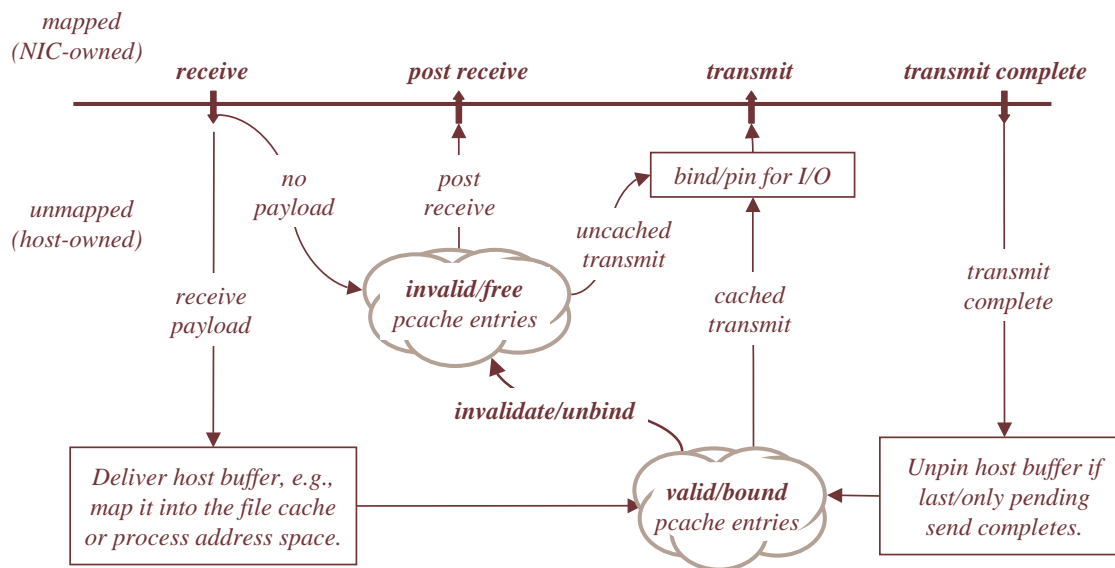 mapped
(NIC-owned)
receive
post receive
transmit
transmit complete
no
payload
post
receive
bind/pin for I/O
unmapped
(host-owned)
uncached
transmit
invalid/free
pcache entries
receive
payload
cached
transmit
transmit
complete
invalidate/unbind
Deliver host buffer, e.g.,
map it into the file cache
or process address space.
valid/bound
pcache entries
Unpin host buffer if
last/only pending
send completes.